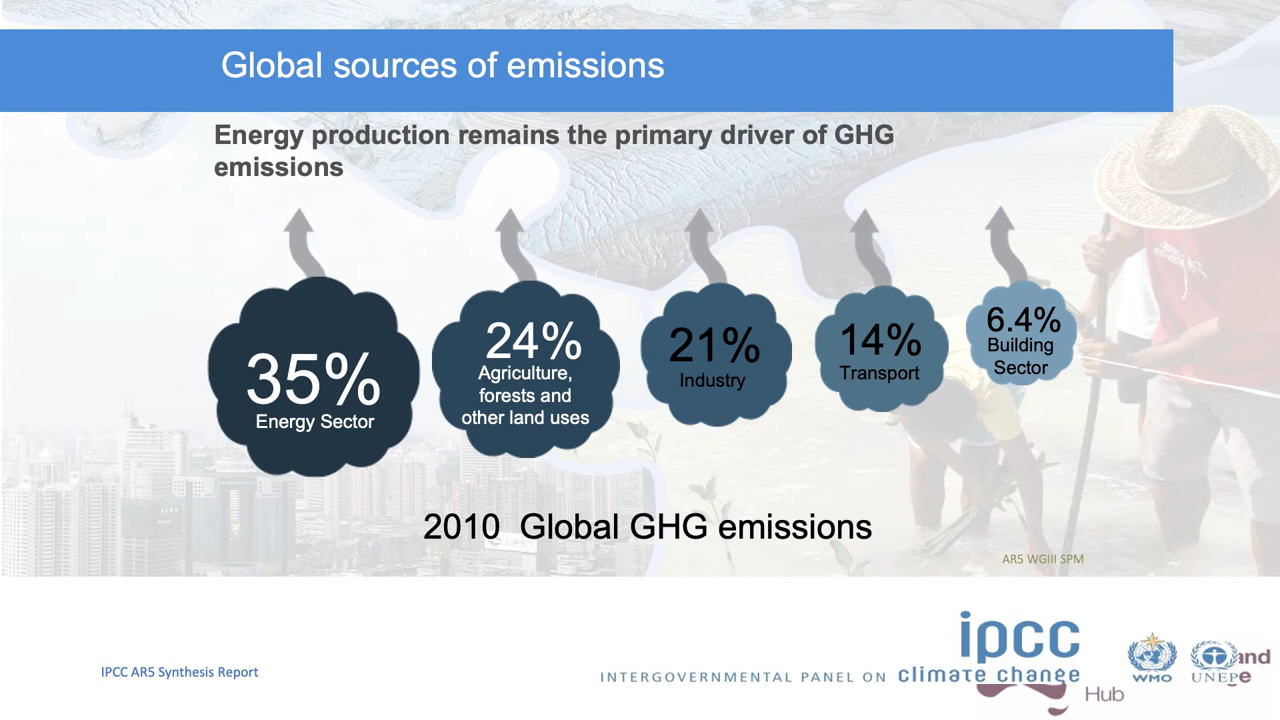 Global sources of emissions
Energy production remains the primary driver of GHG
emissions
35%
Energy Sector
24%
Agriculture,
forests and
other land uses
21%
Industry
14%
Transport
6.4%
Building
Sector
2010 Global GHG emissions
AR5 WGIII SPM
IPCC AR5 Synthesis Report
ipcc
INTERGOVERNMENTAL PANEL ON climate change
WMO
UNEP
and
e
Hub